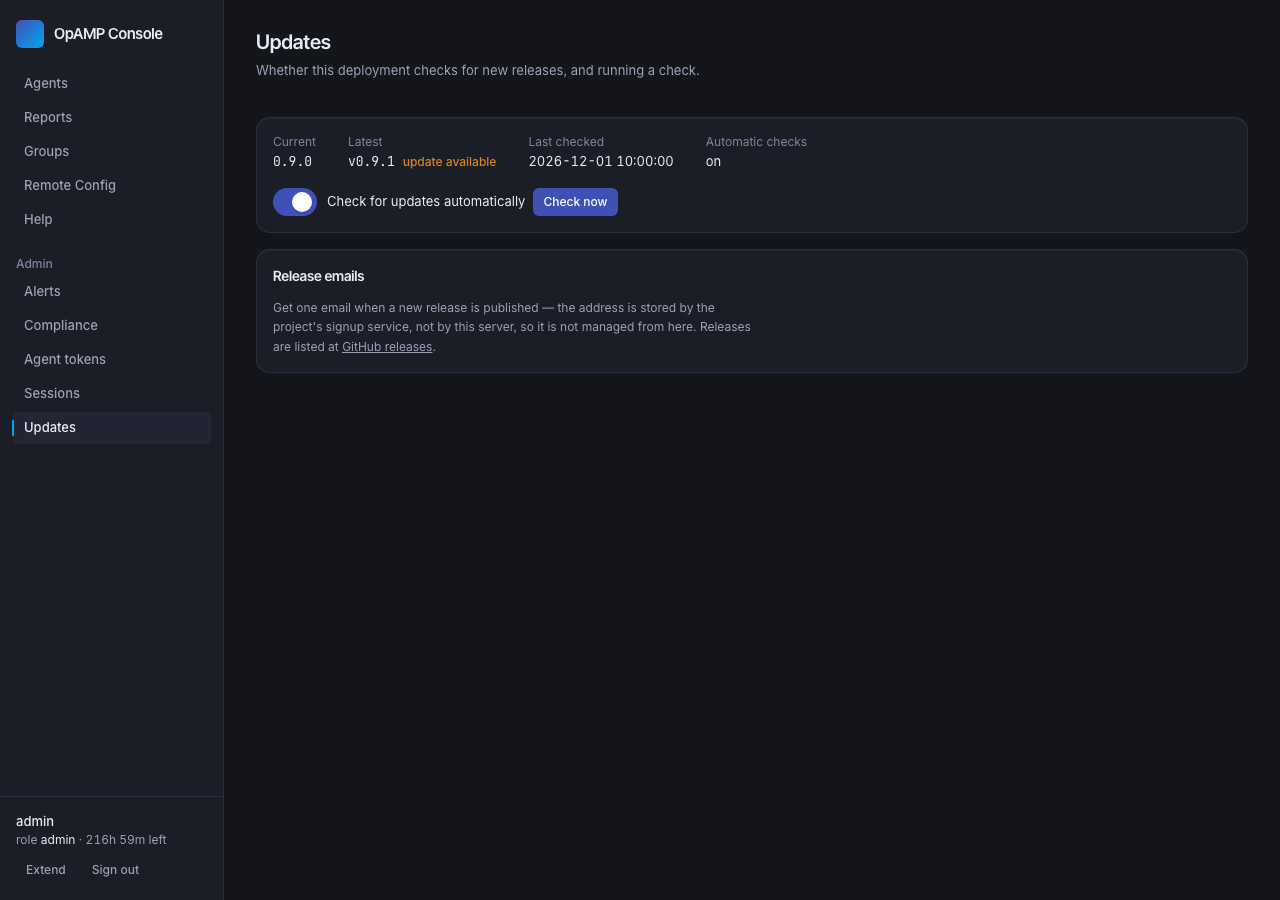 OpAMP Console
Agents
Reports
Groups
Remote Config
Help
Admin
Alerts
Compliance
Agent tokens
Sessions
Updates
admin
role admin · 216h 59m left
Extend Sign out
Updates
Whether this deployment checks for new releases, and running a check.
Current Latest Last checked Automatic checks
0.9.0 v0.9.1 update available 2026-12-01 10:00:00 on
Check for updates automatically Check now
Release emails
Get one email when a new release is published — the address is stored by the
project's signup service, not by this server, so it is not managed from here. Releases
are listed at GitHub releases.